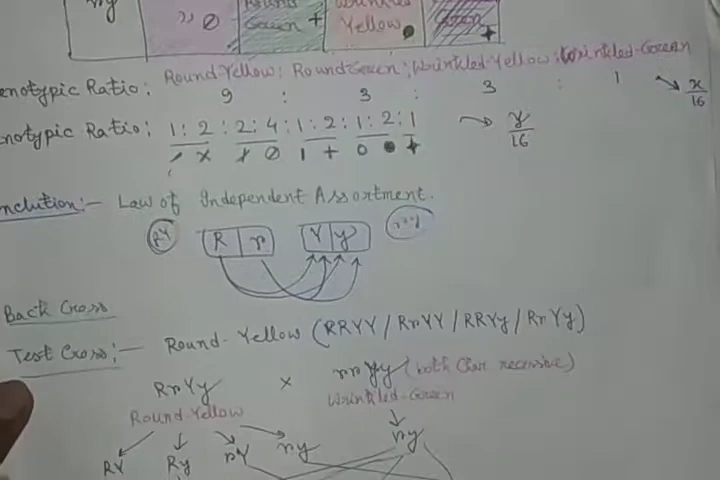 ny
" ⊘
Round Green +
Wrinkled Yellow
Green +
enotypic Ratio: Round Yellow : Round Green : Wrinkled-Yellow : Wrinkled-Green
9 : 3 : 3 : 1 → x/16
enotypic Ratio: 1 : 2 : 2 : 4 : 1 : 2 : 1 : 2 : 1 → y/16
nclution:- Law of Independent Assortment.
RY R r Y y
Back Cross
Test Cross:- Round-Yellow (RRYY / RrYY / RRYy / RrYy)
RrYy × rryy (both Char recessive)
Round-Yellow Wrinkled-Green
RY Ry rY ry ry